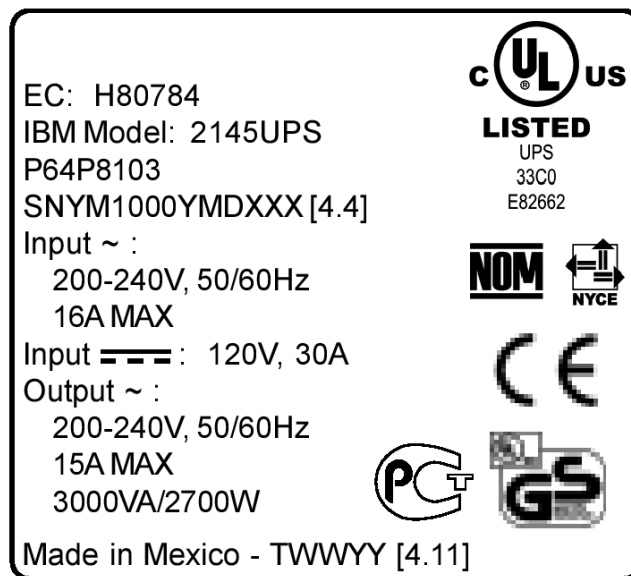 EC: H80784
IBM Model: 2145UPS
P64P8103
SNYM1000YMDXXX [4.4]
Input ~ :
200-240V, 50/60Hz
16A MAX
Input ⎓ : 120V, 30A
Output ~ :
200-240V, 50/60Hz
15A MAX
3000VA/2700W
Made in Mexico - TWWYY [4.11]
C UL US
®
LISTED
UPS
33C0
E82662
NOM
NYCE
CE
PCT
GS